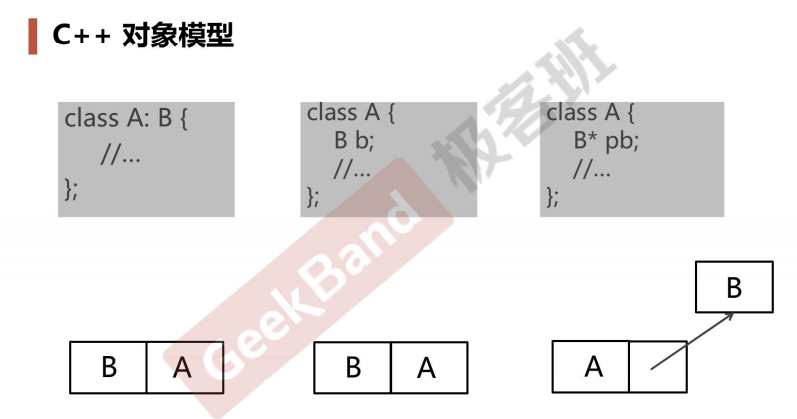 C++ 对象模型
class A: B {
//...
};
class A {
B b;
//...
};
class A {
B* pb;
//...
};
GeekBand 极客班
B
B A
B A
A